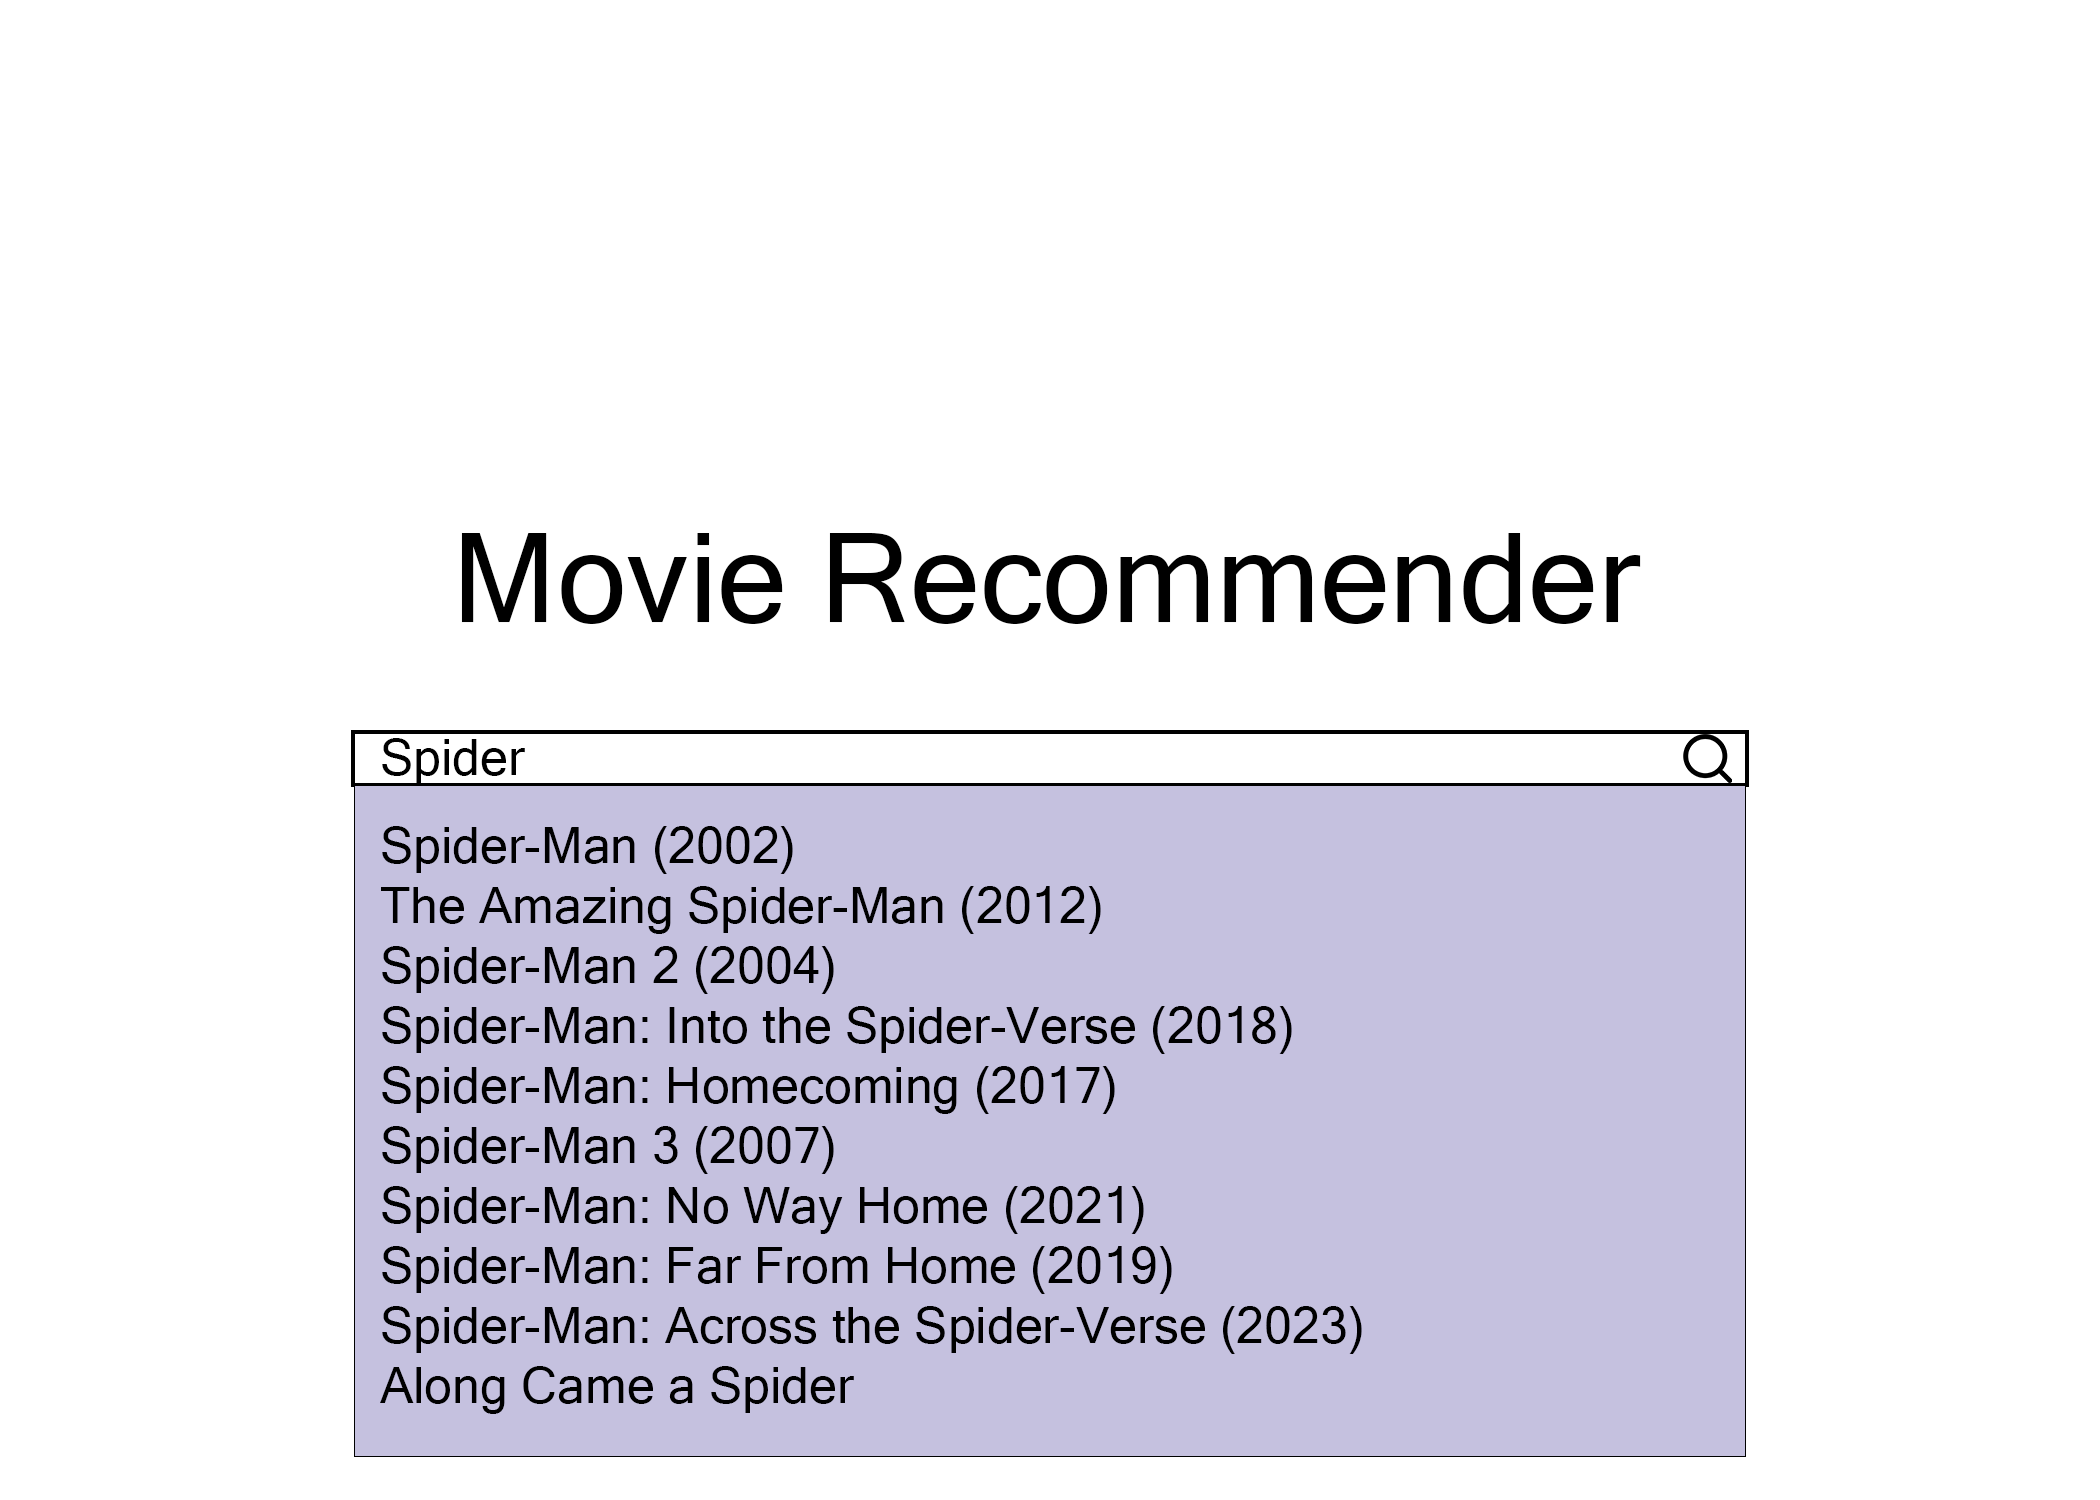 Movie Recommender
Spider
Spider-Man (2002)
The Amazing Spider-Man (2012)
Spider-Man 2 (2004)
Spider-Man: Into the Spider-Verse (2018)
Spider-Man: Homecoming (2017)
Spider-Man 3 (2007)
Spider-Man: No Way Home (2021)
Spider-Man: Far From Home (2019)
Spider-Man: Across the Spider-Verse (2023)
Along Came a Spider